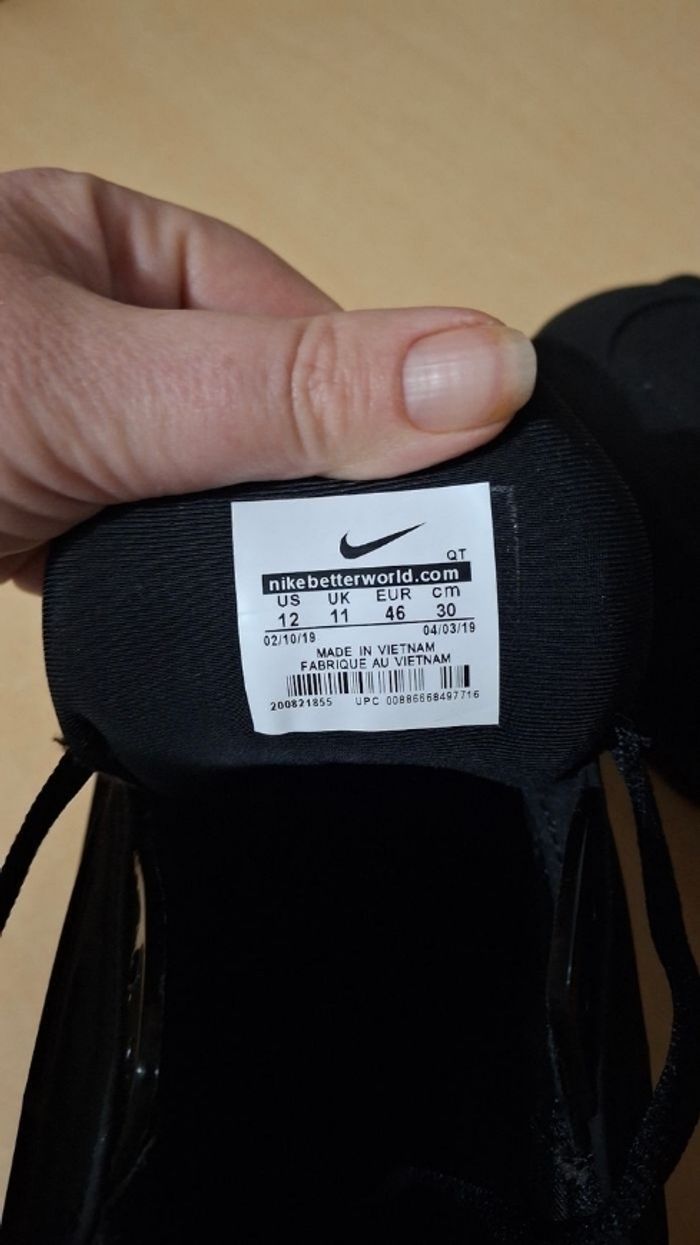 QT
nikebetterworld.com
US UK EUR cm
12 11 46 30
02/10/19 04/03/19
MADE IN VIETNAM
FABRIQUE AU VIETNAM
200821855 UPC 00886668497716